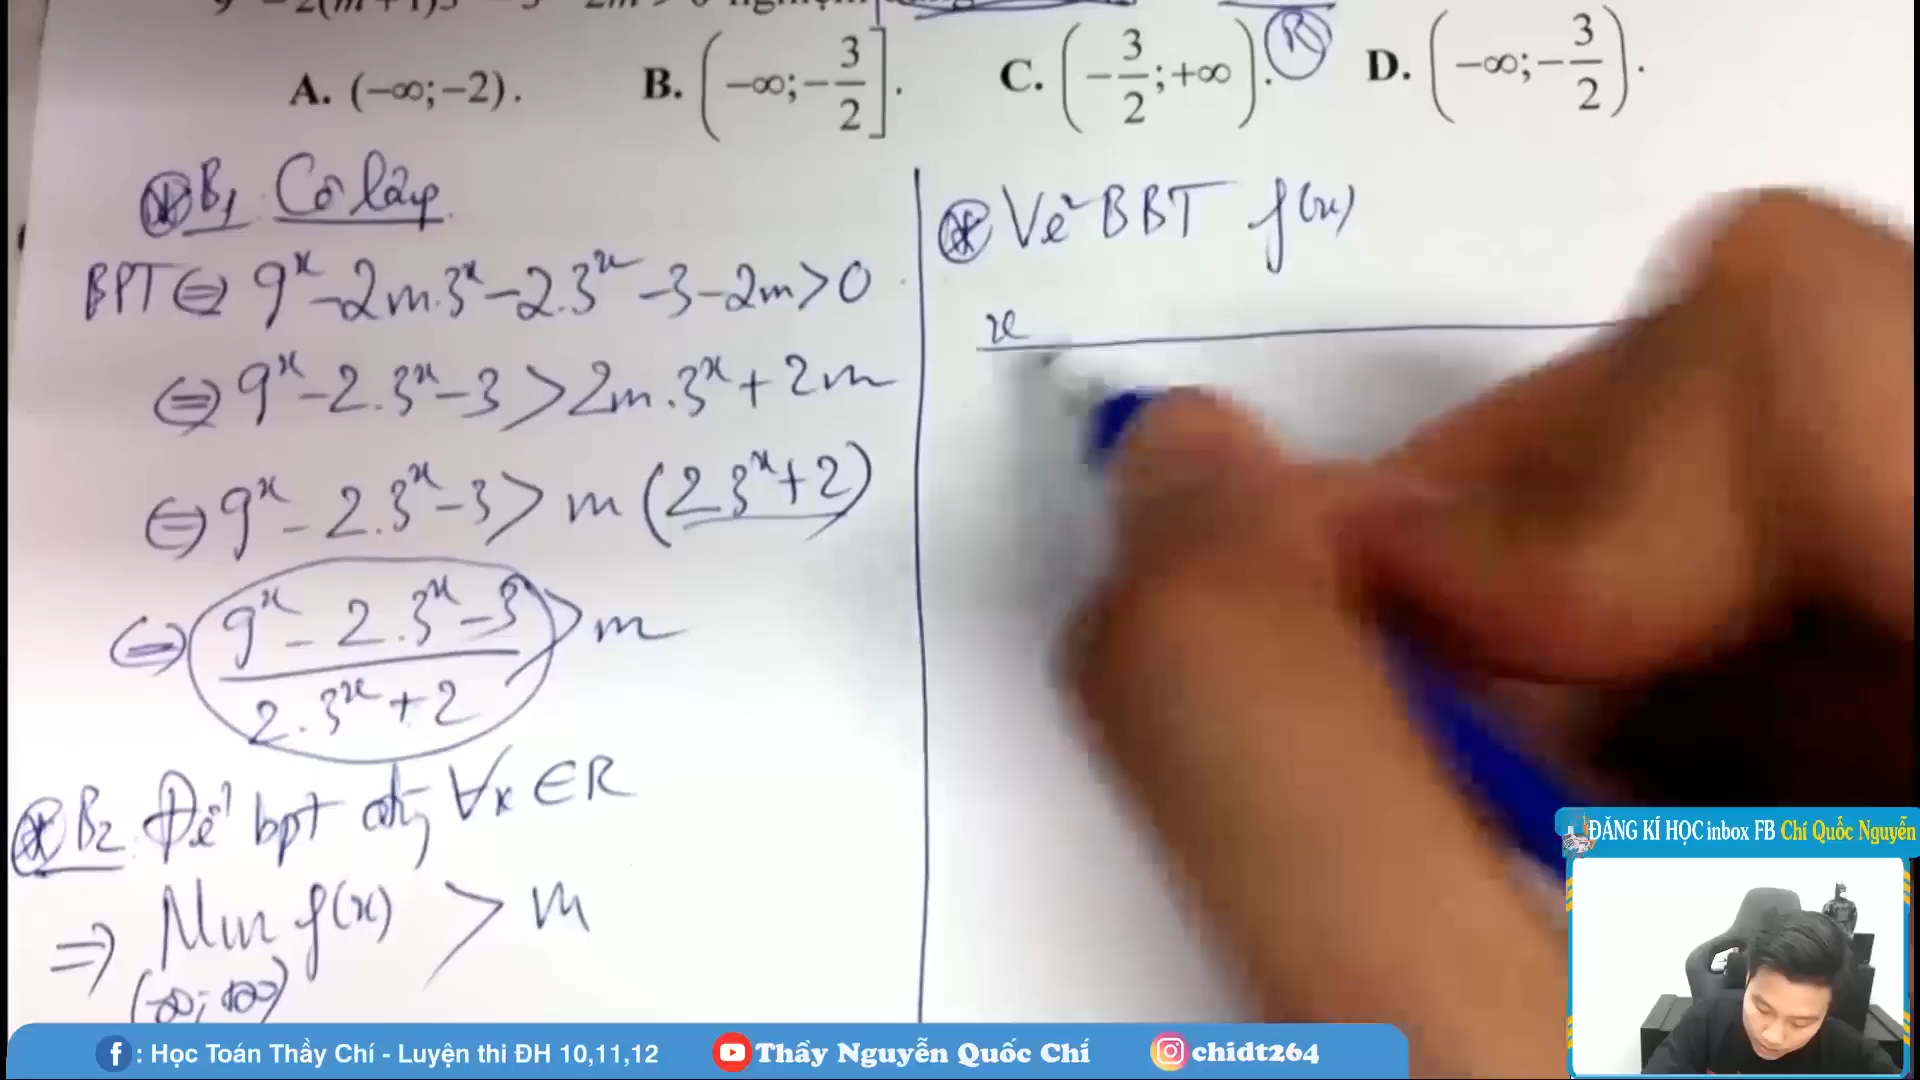 A. (−∞;−2). B. (−∞;−3/2]. C. (−3/2;+∞). R D. (−∞;−3/2).
B1 Cô lập
BPT ⇔ 9^x − 2m.3^x − 2.3^x − 3 − 2m > 0
⇔ 9^x − 2.3^x − 3 > 2m.3^x + 2m
⇔ 9^x − 2.3^x − 3 > m (2.3^x + 2)
⇔ (9^x − 2.3^x − 3)/(2.3^x + 2) > m
B2 Để bpt đúng ∀x ∈ R
⇒ Min f(x) > m
(−∞; +∞)
Vẽ BBT f(x)
x
ĐĂNG KÍ HỌC inbox FB Chí Quốc Nguyễn
: Học Toán Thầy Chí - Luyện thi ĐH 10,11,12 Thầy Nguyễn Quốc Chí chidt264